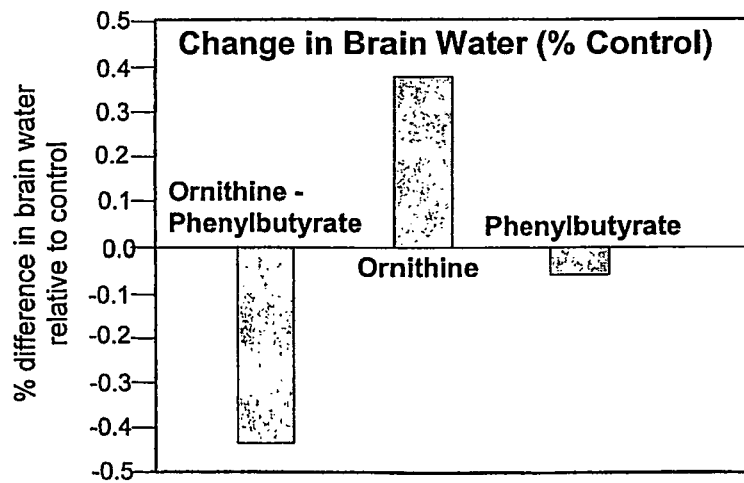 Change in Brain Water (% Control)
% difference in brain water
relative to control
0.5
0.4
0.3
0.2
0.1
0.0
-0.1
-0.2
-0.3
-0.4
-0.5
Ornithine -
Phenylbutyrate
Ornithine
Phenylbutyrate